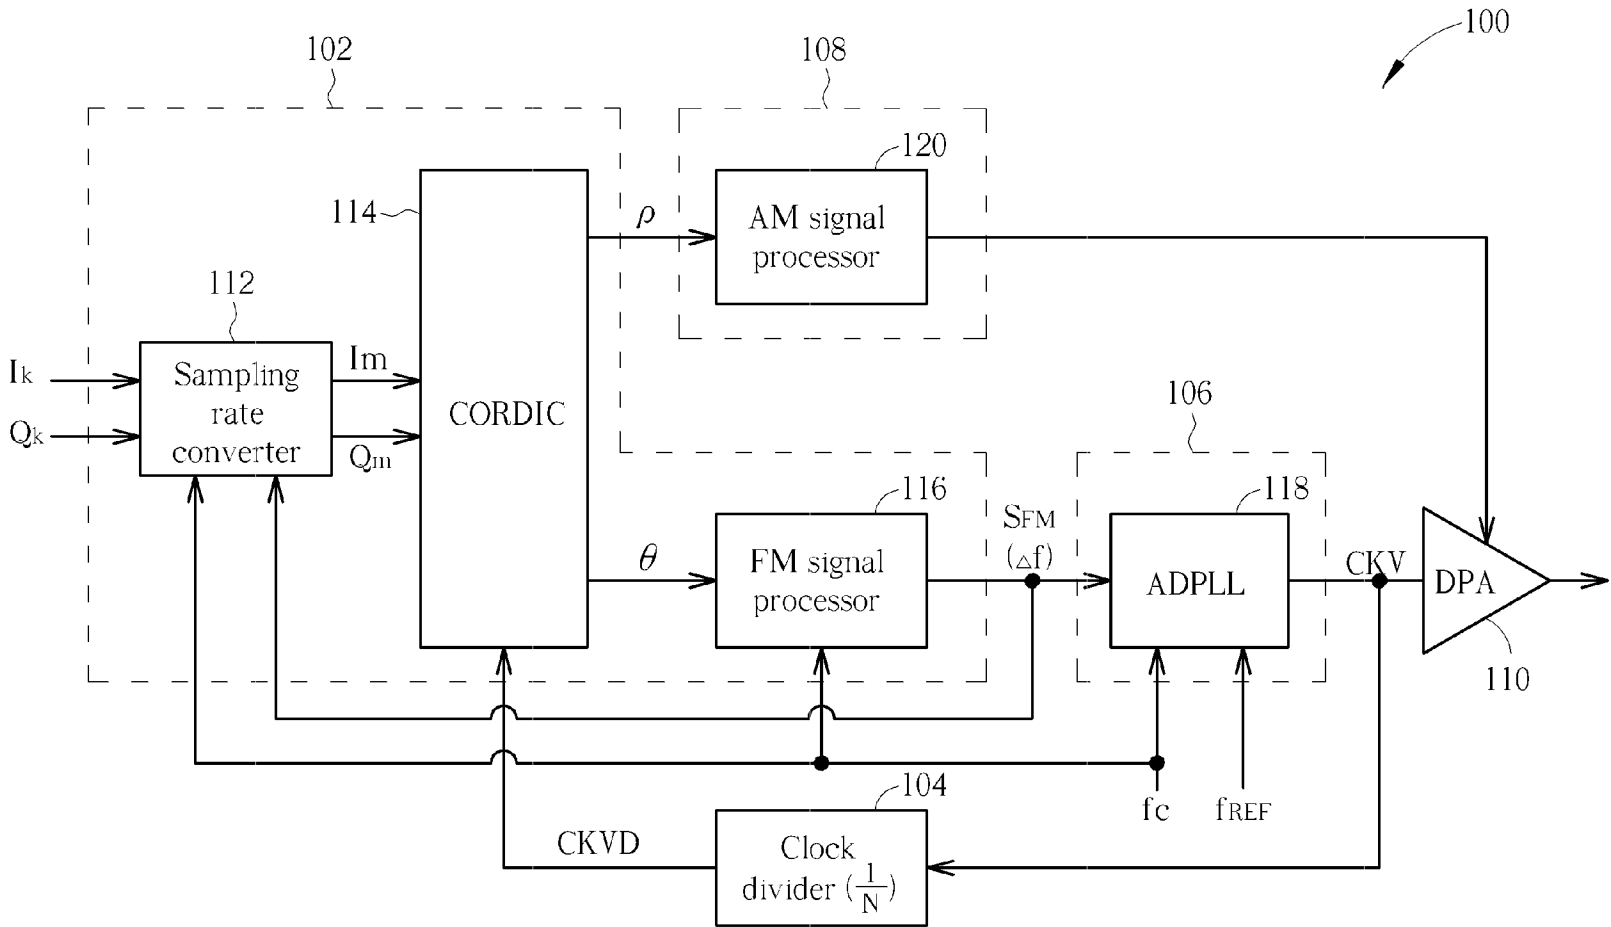 100
102
108
120
114
ρ
AM signal
processor
112
Ik
Im
Sampling
rate
converter
Qk
Qm
CORDIC
106
116
118
SFM
(△f)
θ
FM signal
processor
ADPLL
CKV
DPA
110
104
fc
fREF
CKVD
Clock
divider (1/N)